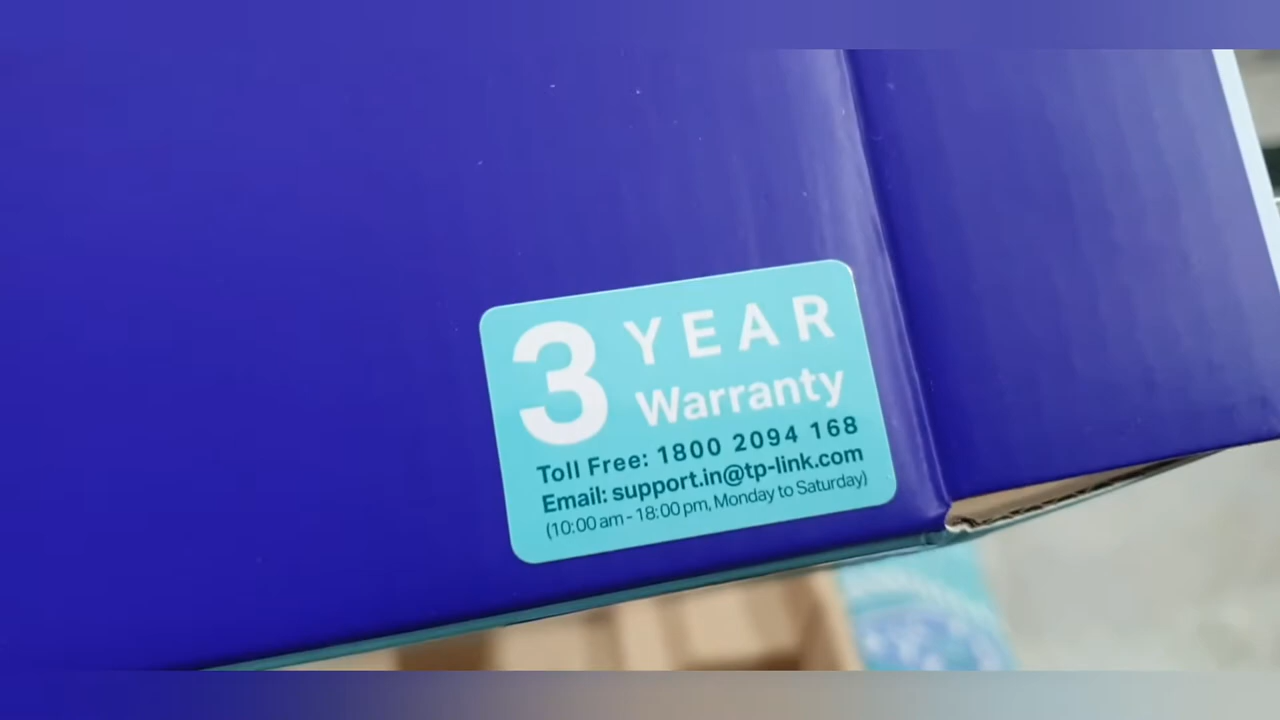 3 YEAR
Warranty
Toll Free: 1800 2094 168
Email: support.in@tp-link.com
(10:00 am - 18:00 pm, Monday to Saturday)